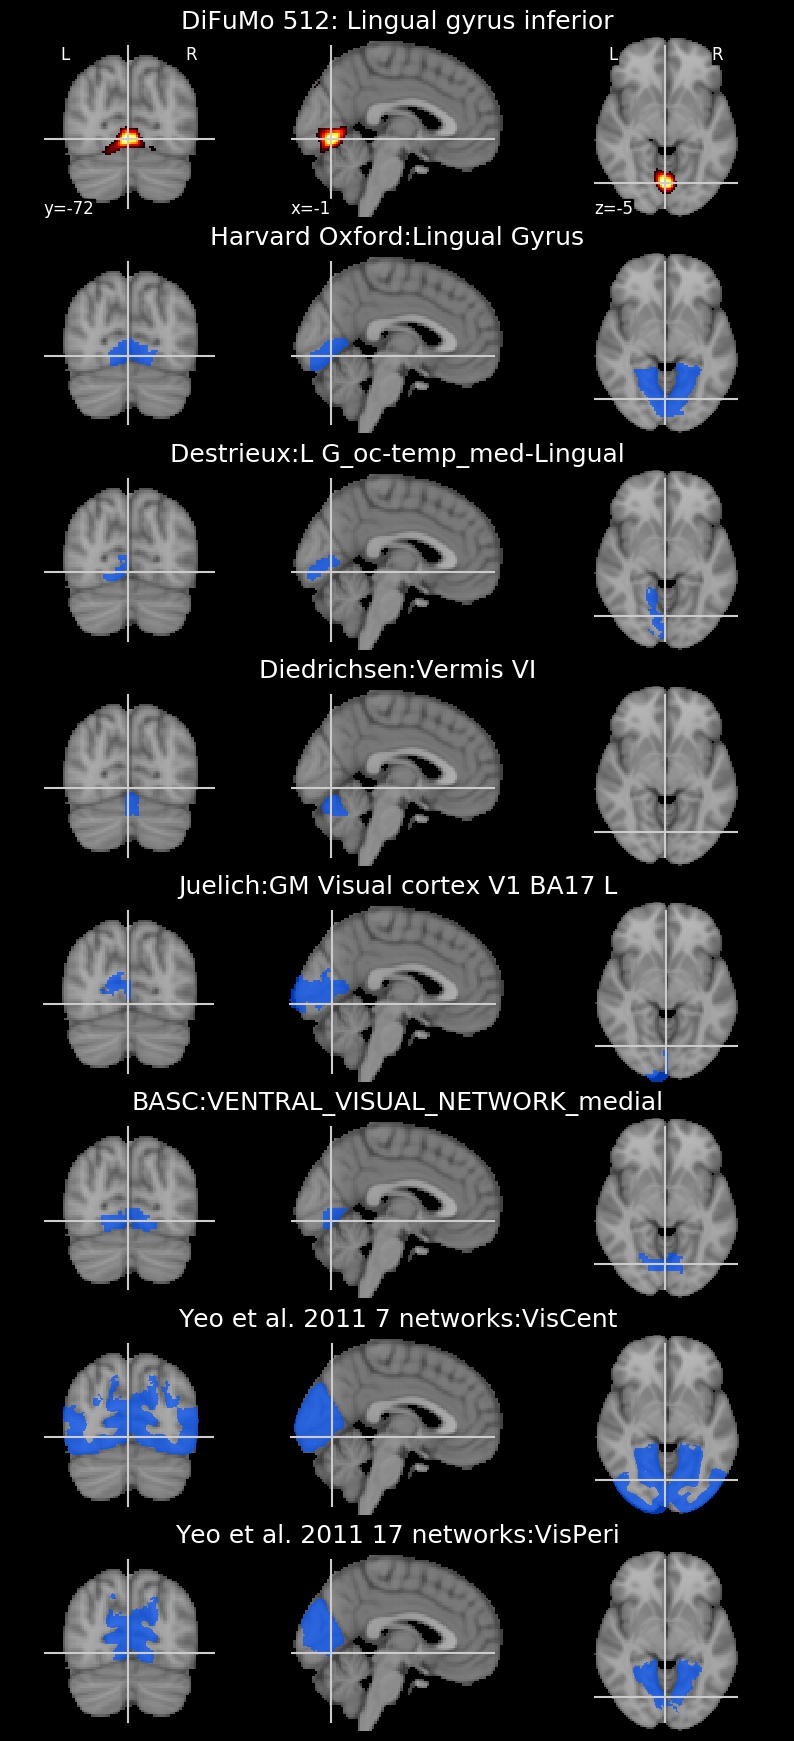 DiFuMo 512: Lingual gyrus inferior
L R L R
y=-72 x=-1 z=-5
Harvard Oxford:Lingual Gyrus
Destrieux:L G_oc-temp_med-Lingual
Diedrichsen:Vermis VI
Juelich:GM Visual cortex V1 BA17 L
BASC:VENTRAL_VISUAL_NETWORK_medial
Yeo et al. 2011 7 networks:VisCent
Yeo et al. 2011 17 networks:VisPeri